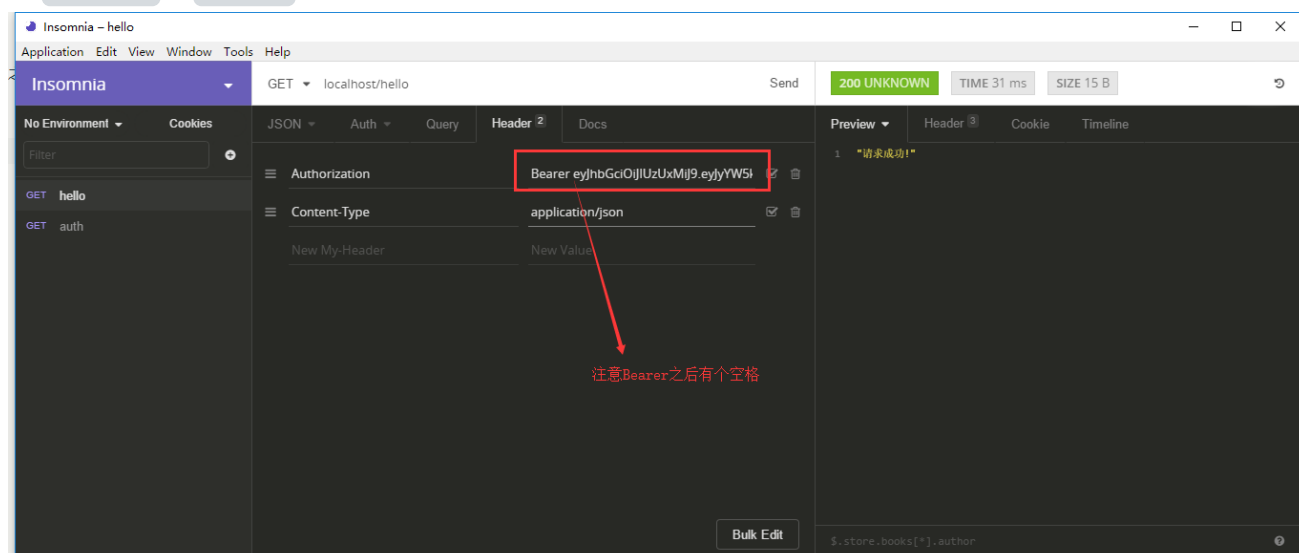 Insomnia – hello
Application Edit View Window Tools Help
Insomnia
GET localhost/hello Send
200 UNKNOWN TIME 31 ms SIZE 15 B
No Environment Cookies
JSON Auth Query Header 2 Docs
Preview Header 3 Cookie Timeline
Filter
1 "请求成功!"
Authorization Bearer eyJhbGciOiJIUzUxMiJ9.eyJyYW5k
GET hello
Content-Type application/json
GET auth
New My-Header New Value
注意Bearer之后有个空格
Bulk Edit
$.store.books[*].author